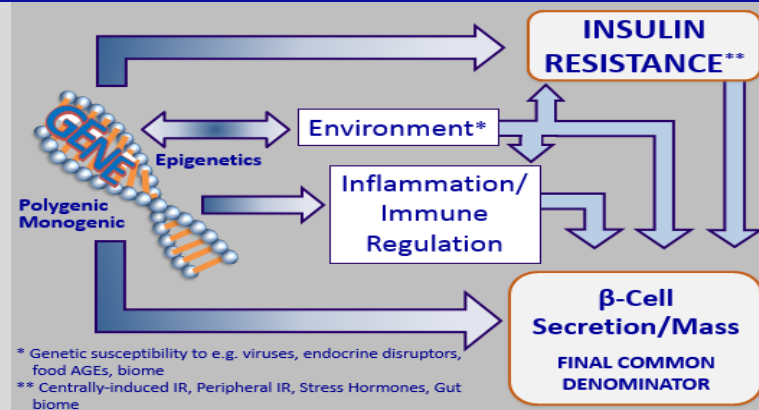 INSULIN
RESISTANCE**
GENE
Environment*
Epigenetics
Inflammation/
Immune
Regulation
Polygenic
Monogenic
β-Cell
Secretion/Mass
FINAL COMMON
DENOMINATOR
* Genetic susceptibility to e.g. viruses, endocrine disruptors,
food AGEs, biome
** Centrally-induced IR, Peripheral IR, Stress Hormones, Gut
biome